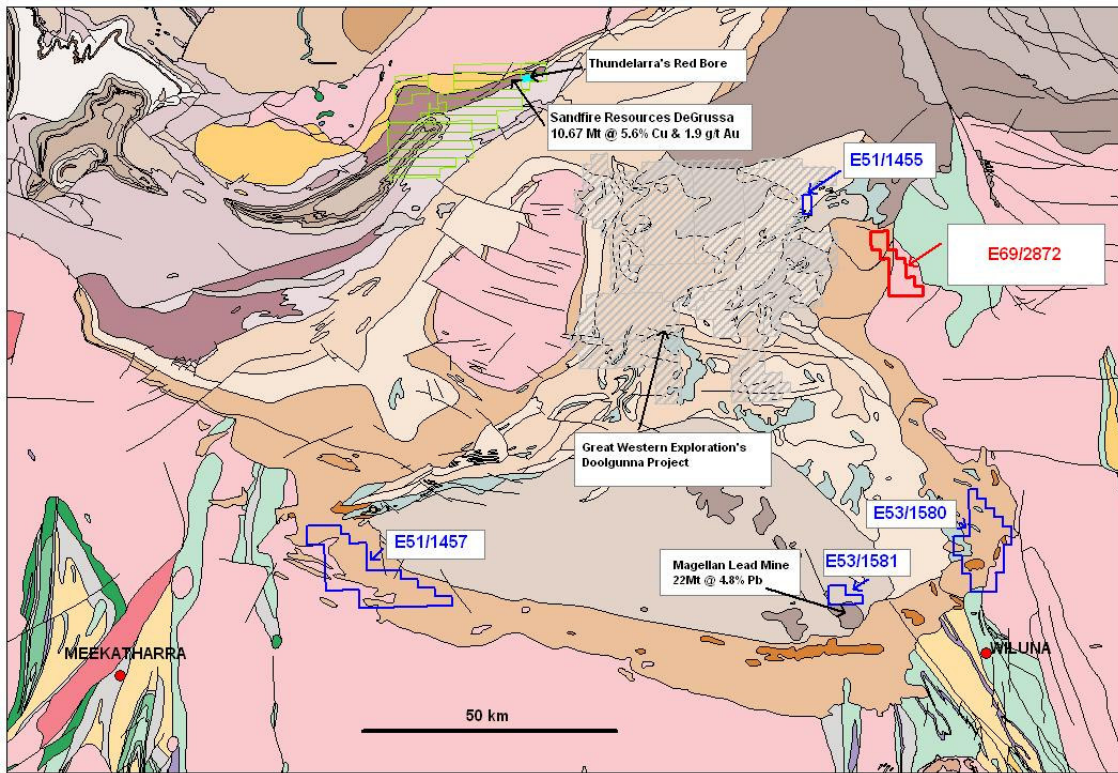 Thundelarra's Red Bore
Sandfire Resources DeGrussa
10.67 Mt @ 5.6% Cu & 1.9 g/t Au
E51/1455
E69/2872
Great Western Exploration's
Doolgunna Project
E53/1580
E51/1457
E53/1581
Magellan Lead Mine
22Mt @ 4.8% Pb
MEEKATHARRA
WILUNA
50 km